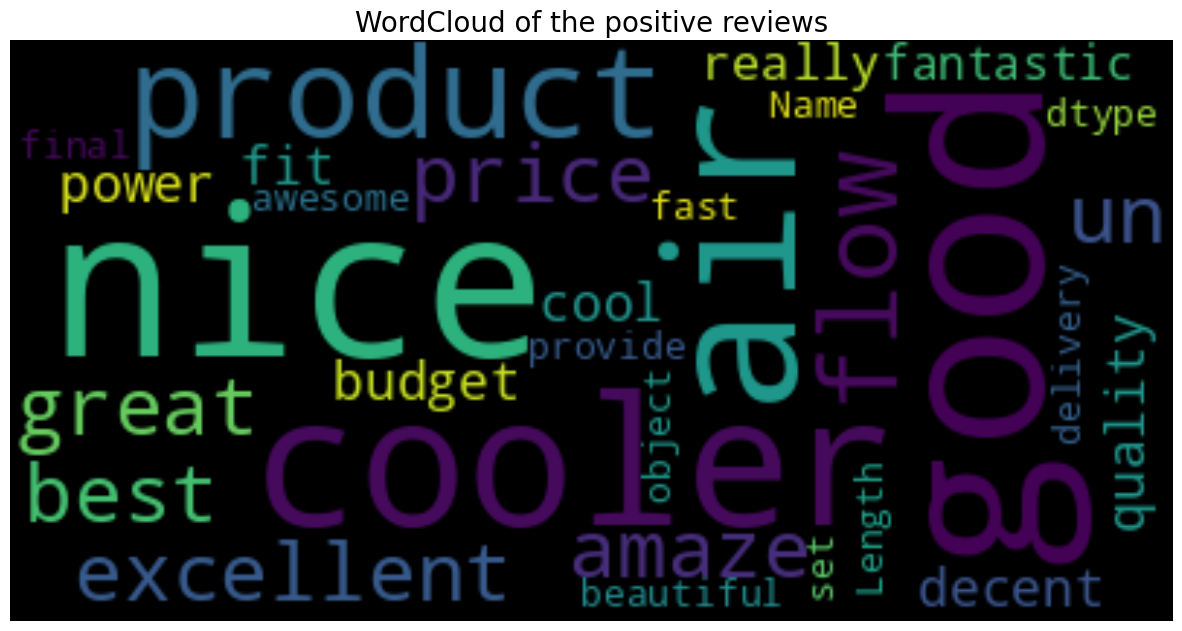 WordCloud of the positive reviews
product
really
fantastic
Name
dtype
final
power
fit
awesome
price
fast
air
flow
good
un
nice
cool
provide
budget
delivery
quality
great
cooler
object
best
Length
excellent
amaze
set
beautiful
decent